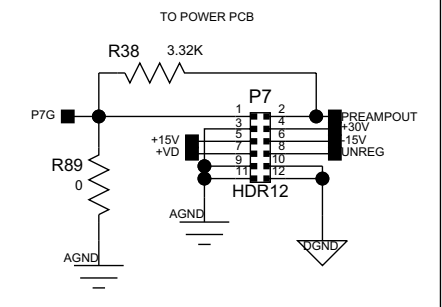 TO POWER PCB
R38 3.32K
P7G
P7
1 2 PREAMPOUT
3 4 +30V
+15V 5 6 -15V
+VD 7 8 UNREG
9 10
11 12
R89
0
HDR12
AGND
DGND
AGND